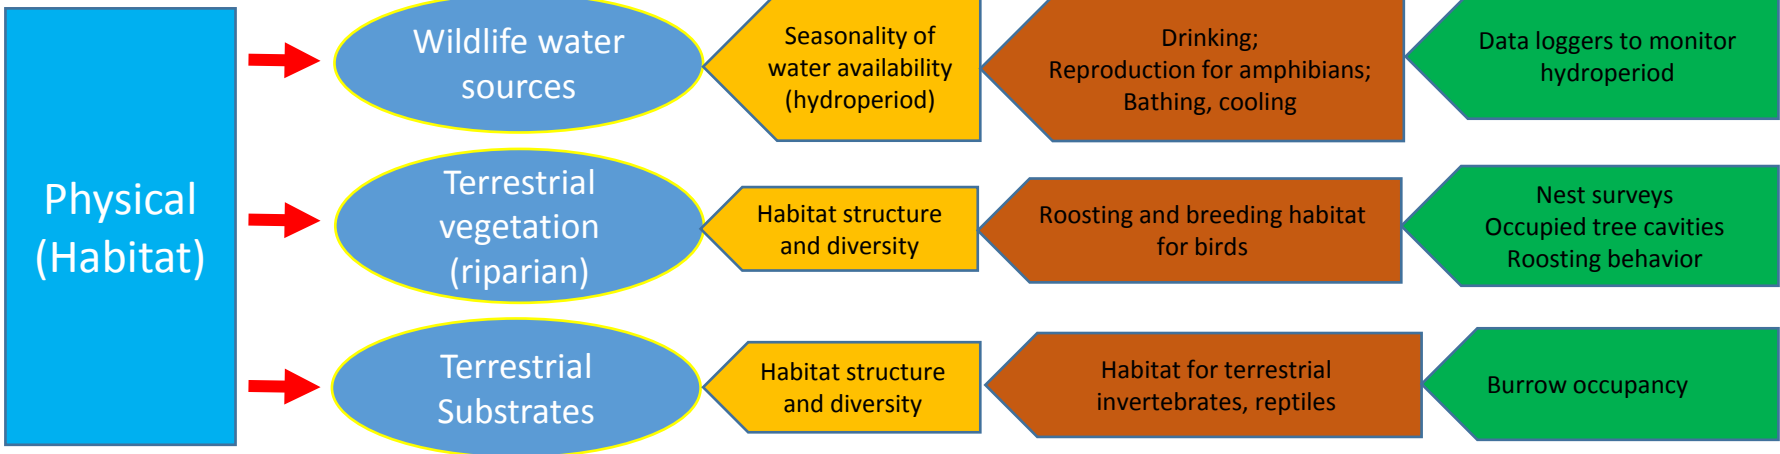 Physical
(Habitat)
Wildlife water
sources
Seasonality of
water availability
(hydroperiod)
Drinking;
Reproduction for amphibians;
Bathing, cooling
Data loggers to monitor
hydroperiod
Terrestrial
vegetation
(riparian)
Habitat structure
and diversity
Roosting and breeding habitat
for birds
Nest surveys
Occupied tree cavities
Roosting behavior
Terrestrial
Substrates
Habitat structure
and diversity
Habitat for terrestrial
invertebrates, reptiles
Burrow occupancy